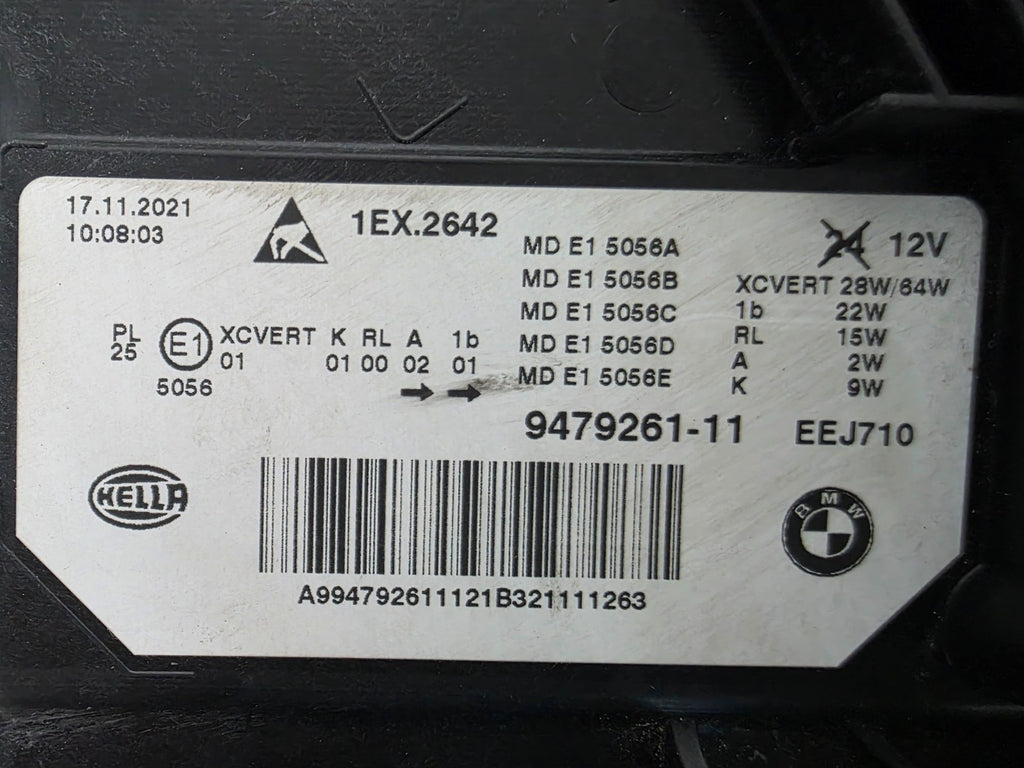 17.11.2021
10:08:03
1EX.2642
MD E1 5056A
MD E1 5056B
MD E1 5056C
MD E1 5056D
MD E1 5056E
24 12V
XCVERT 28W/64W
1b 22W
RL 15W
A 2W
K 9W
PL
25
E1
5056
XCVERT K RL A 1b
01 01 00 02 01
9479261-11 EEJ710
HELLA
BMW
A994792611121B321111263